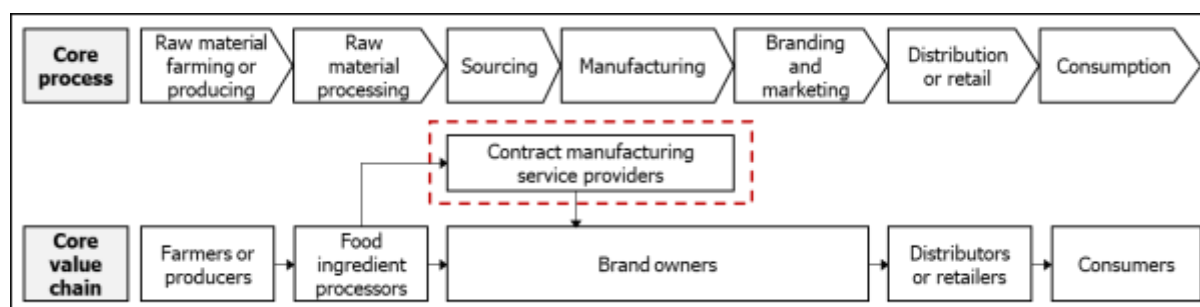 Core
process
Raw material
farming or
producing
Raw
material
processing
Sourcing
Manufacturing
Branding
and
marketing
Distribution
or retail
Consumption
Contract manufacturing
service providers
Core
value
chain
Farmers or
producers
Food
ingredient
processors
Brand owners
Distributors
or retailers
Consumers